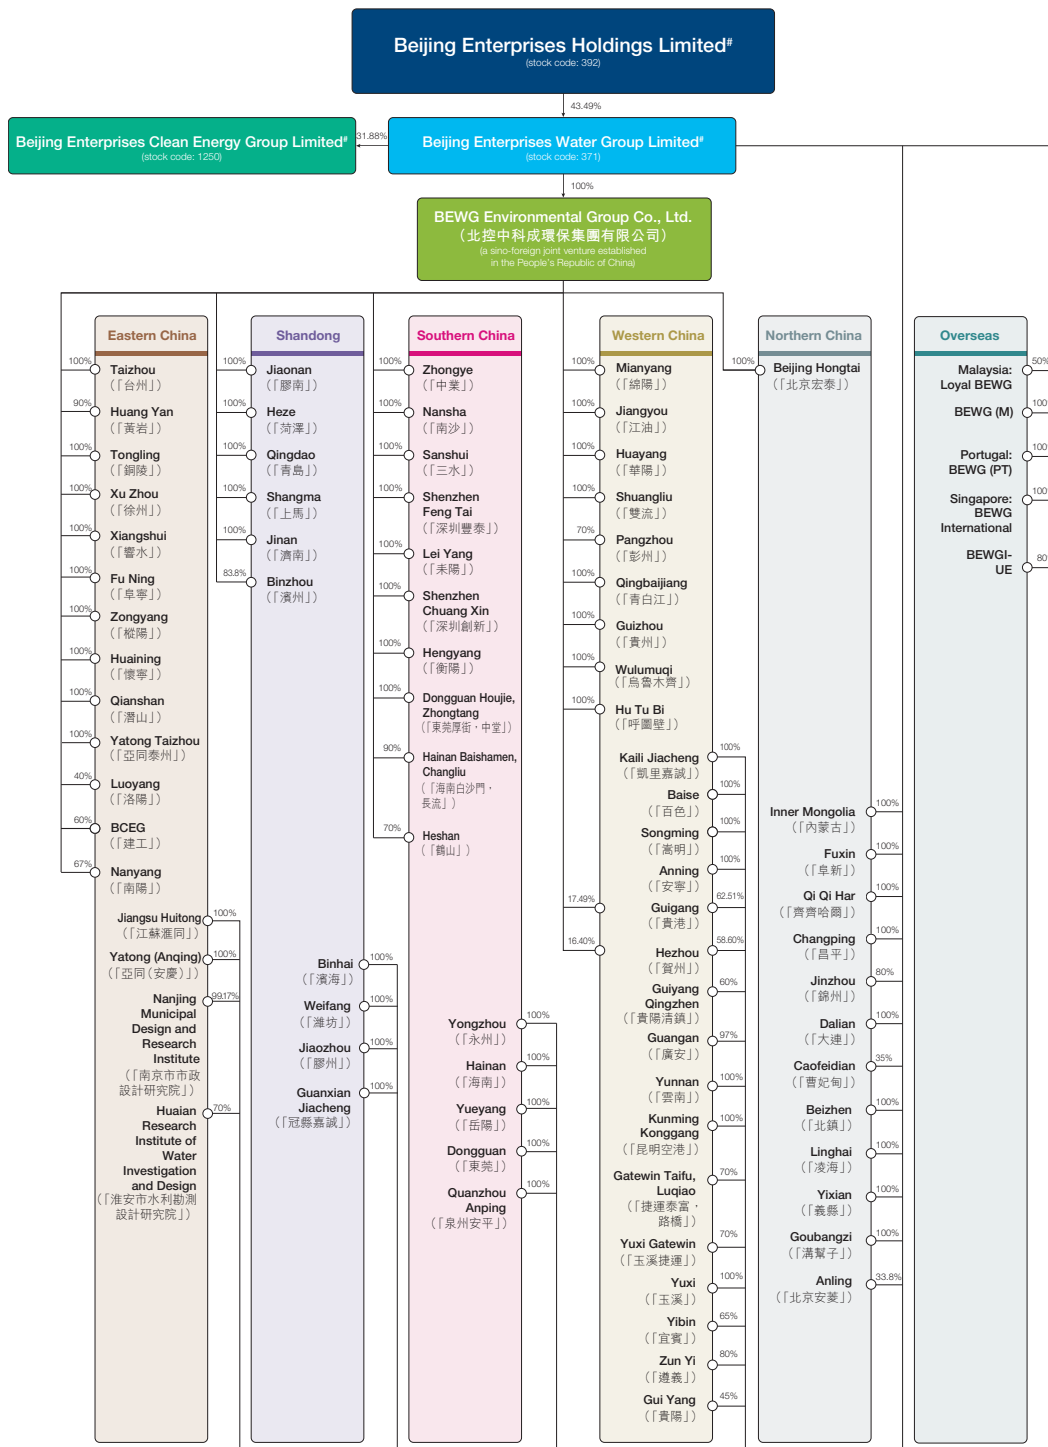 Beijing Enterprises Holdings Limited#
(stock code: 392)
43.49%
Beijing Enterprises Clean Energy Group Limited#
(stock code: 1250)
31.88%
Beijing Enterprises Water Group Limited#
(stock code: 371)
100%
BEWG Environmental Group Co., Ltd.
（北控中科成環保集團有限公司）
(a sino-foreign joint venture established
in the People's Republic of China)
Eastern China
100%
Taizhou
（「台州」）
90%
Huang Yan
（「黃岩」）
100%
Tongling
（「銅陵」）
100%
Xu Zhou
（「徐州」）
100%
Xiangshui
（「響水」）
100%
Fu Ning
（「阜寧」）
100%
Zongyang
（「樅陽」）
100%
Huaining
（「懷寧」）
100%
Qianshan
（「潛山」）
100%
Yatong Taizhou
（「亞同泰州」）
40%
Luoyang
（「洛陽」）
60%
BCEG
（「建工」）
67%
Nanyang
（「南陽」）
Jiangsu Huitong
100%
（「江蘇滙同」）
Yatong (Anqing)
100%
（「亞同（安慶）」）
Nanjing
99.17%
Municipal
Design and
Research
Institute
（「南京市市政
設計研究院」）
Huaian
70%
Research
Institute of
Water
Investigation
and Design
（「淮安市水利勘測
設計研究院」）
Shandong
100%
Jiaonan
（「膠南」）
100%
Heze
（「菏澤」）
100%
Qingdao
（「青島」）
100%
Shangma
（「上馬」）
100%
Jinan
（「濟南」）
83.8%
Binzhou
（「濱州」）
Binhai
100%
（「濱海」）
Weifang
100%
（「濰坊」）
Jiaozhou
100%
（「膠州」）
Guanxian
100%
Jiacheng
（「冠縣嘉誠」）
Southern China
100%
Zhongye
（「中業」）
100%
Nansha
（「南沙」）
100%
Sanshui
（「三水」）
100%
Shenzhen
Feng Tai
（「深圳豐泰」）
100%
Lei Yang
（「耒陽」）
100%
Shenzhen
Chuang Xin
（「深圳創新」）
100%
Hengyang
（「衡陽」）
100%
Dongguan Houjie,
Zhongtang
（「東莞厚街・中堂」）
90%
Hainan Baishamen,
Changliu
（「海南白沙門・
長流」）
70%
Heshan
（「鶴山」）
Yongzhou
100%
（「永州」）
Hainan
100%
（「海南」）
Yueyang
100%
（「岳陽」）
Dongguan
100%
（「東莞」）
Quanzhou
100%
Anping
（「泉州安平」）
Western China
100%
Mianyang
（「綿陽」）
100%
Jiangyou
（「江油」）
100%
Huayang
（「華陽」）
100%
Shuangliu
（「雙流」）
70%
Pangzhou
（「彭州」）
100%
Qingbaijiang
（「青白江」）
100%
Guizhou
（「貴州」）
100%
Wulumuqi
（「烏魯木齊」）
100%
Hu Tu Bi
（「呼圖壁」）
Kaili Jiacheng
100%
（「凱里嘉誠」）
Baise
100%
（「百色」）
Songming
100%
（「嵩明」）
Anning
100%
（「安寧」）
17.49%
Guigang
62.51%
（「貴港」）
16.40%
Hezhou
58.60%
（「賀州」）
Guiyang
60%
Qingzhen
（「貴陽清鎮」）
Guangan
97%
（「廣安」）
Yunnan
100%
（「雲南」）
Kunming
100%
Konggang
（「昆明空港」）
Gatewin Taifu,
70%
Luqiao
（「捷運泰富・
路橋」）
Yuxi Gatewin
70%
（「玉溪捷運」）
Yuxi
100%
（「玉溪」）
Yibin
65%
（「宜賓」）
Zun Yi
80%
（「遵義」）
Gui Yang
45%
（「貴陽」）
Northern China
100%
Beijing Hongtai
（「北京宏泰」）
Inner Mongolia
100%
（「內蒙古」）
Fuxin
100%
（「阜新」）
Qi Qi Har
100%
（「齊齊哈爾」）
Changping
100%
（「昌平」）
Jinzhou
80%
（「錦州」）
Dalian
100%
（「大連」）
Caofeidian
35%
（「曹妃甸」）
Beizhen
100%
（「北鎮」）
Linghai
100%
（「凌海」）
Yixian
100%
（「義縣」）
Goubangzi
100%
（「溝幫子」）
Anling
33.8%
（「北京安菱」）
Overseas
Malaysia:
50%
Loyal BEWG
BEWG (M)
100%
Portugal:
100%
BEWG (PT)
Singapore:
100%
BEWG
International
BEWGI-
80%
UE